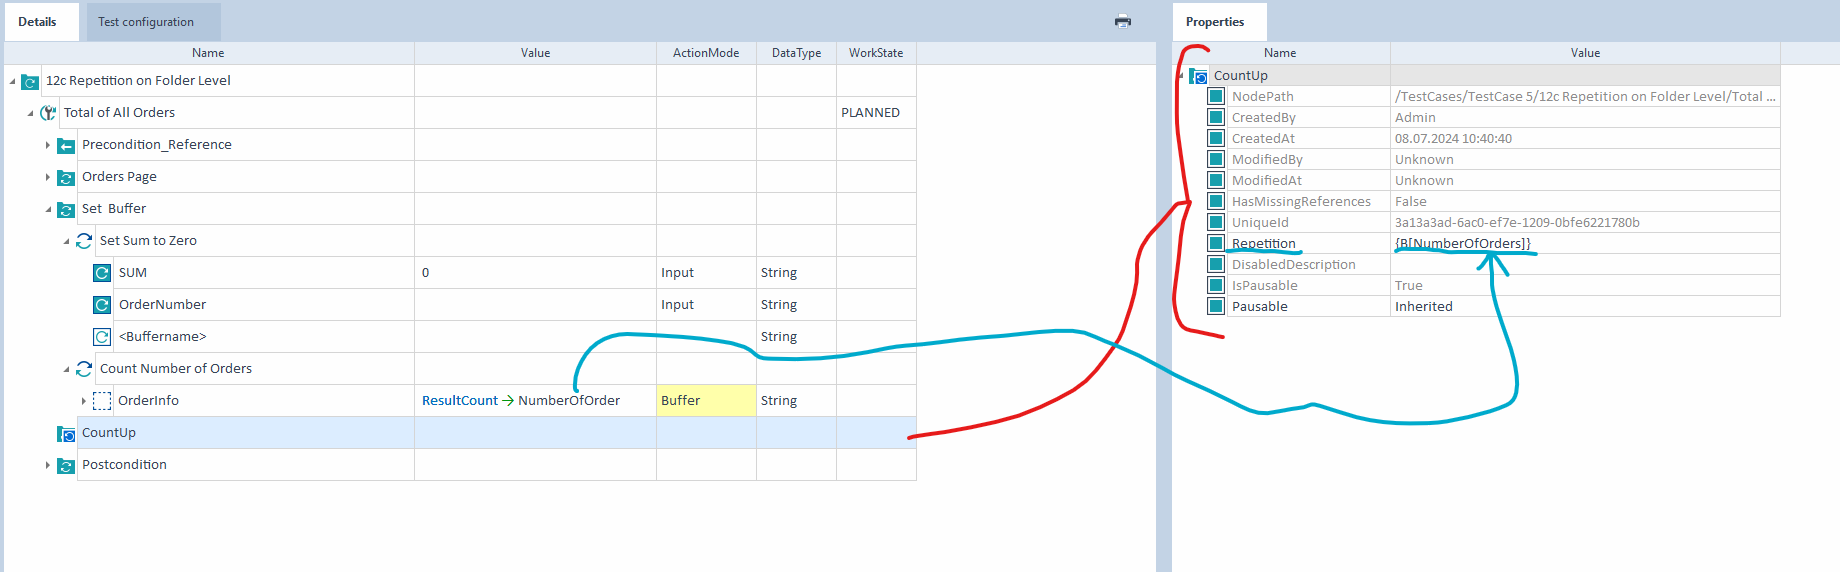 Details Test configuration
Name Value ActionMode DataType WorkState
12c Repetition on Folder Level
Total of All Orders PLANNED
Precondition_Reference
Orders Page
Set Buffer
Set Sum to Zero
SUM 0 Input String
OrderNumber Input String
<Buffername> String
Count Number of Orders
OrderInfo ResultCount → NumberOfOrder Buffer String
CountUp
Postcondition
Properties
Name Value
CountUp
NodePath /TestCases/TestCase 5/12c Repetition on Folder Level/Total ...
CreatedBy Admin
CreatedAt 08.07.2024 10:40:40
ModifiedBy Unknown
ModifiedAt Unknown
HasMissingReferences False
UniqueId 3a13a3ad-6ac0-ef7e-1209-0bfe6221780b
Repetition {B[NumberOfOrders]}
DisabledDescription
IsPausable True
Pausable Inherited